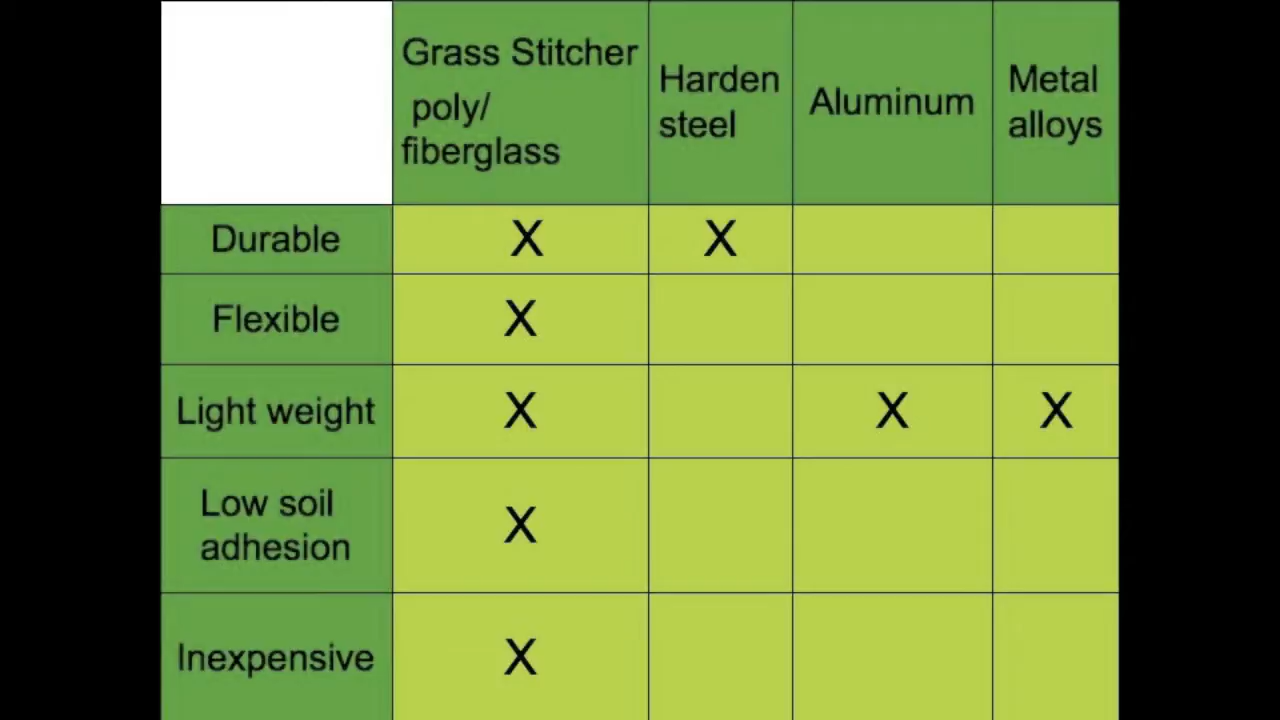 Grass Stitcher
poly/
fiberglass
Harden
steel
Aluminum
Metal
alloys
Durable X X
Flexible X
Light weight X X X
Low soil
adhesion X
Inexpensive X